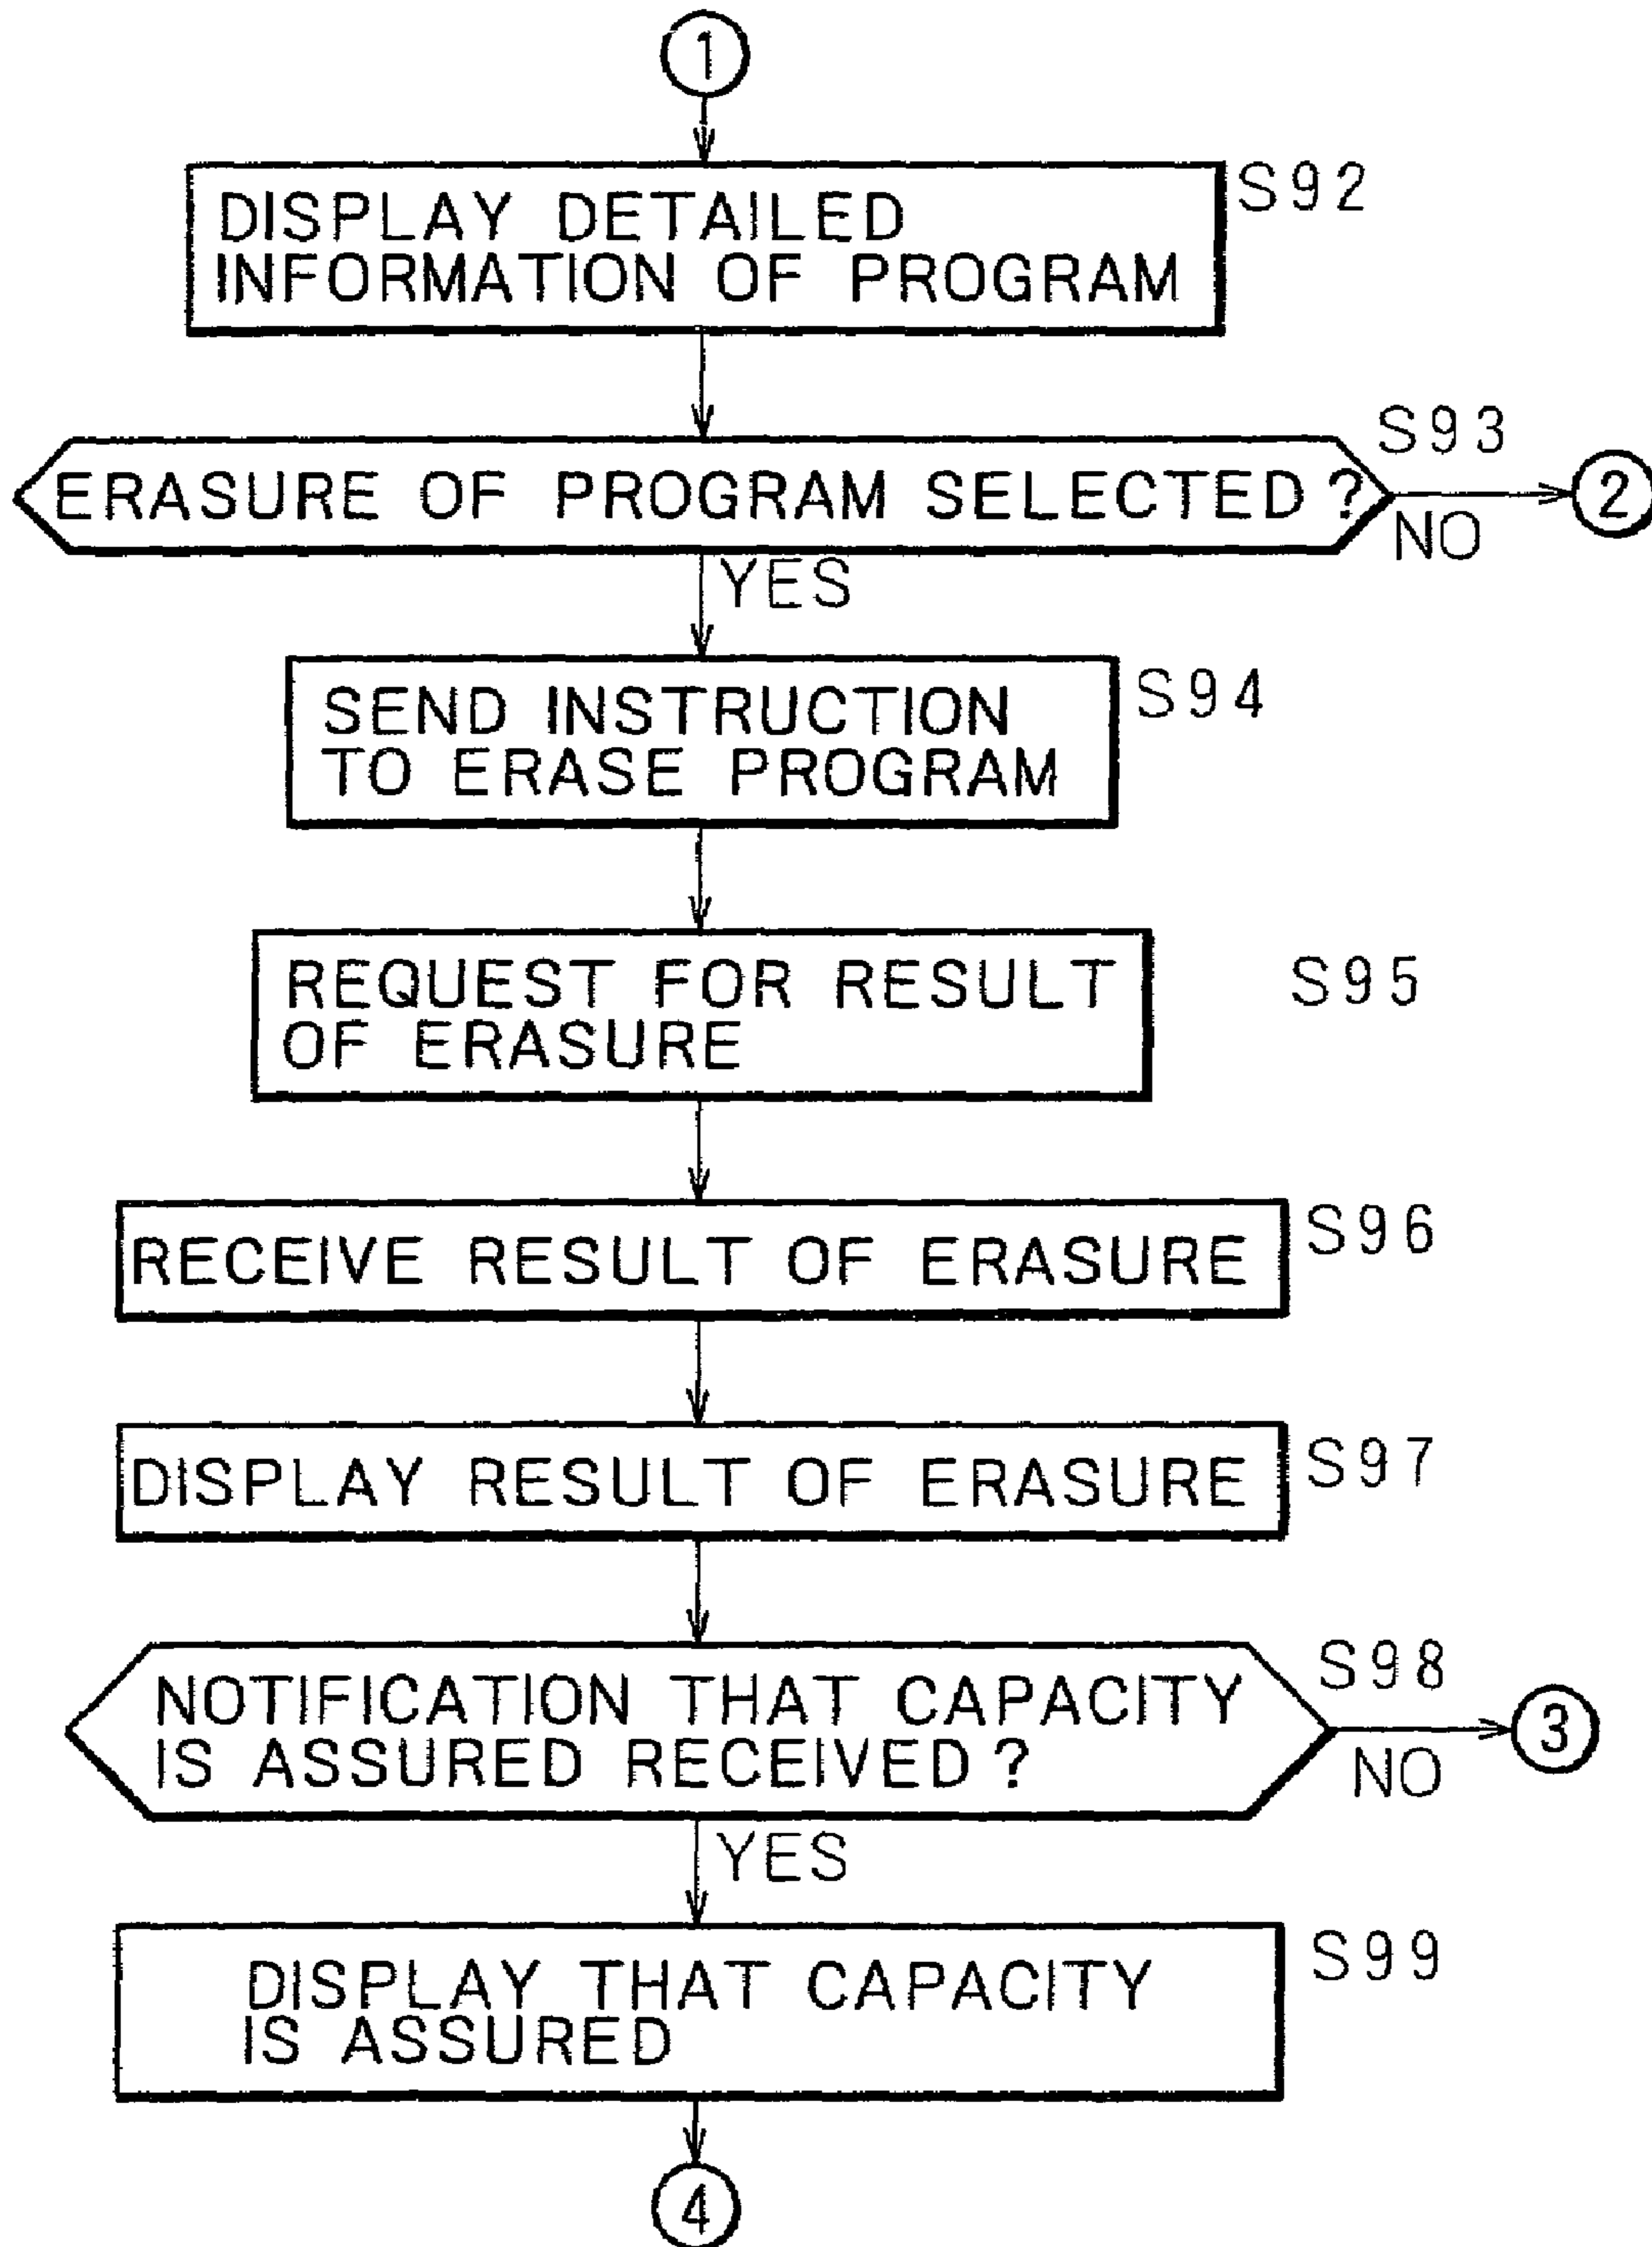 1
DISPLAY DETAILED
INFORMATION OF PROGRAM
S92
ERASURE OF PROGRAM SELECTED?
S93
NO
2
YES
SEND INSTRUCTION
TO ERASE PROGRAM
S94
REQUEST FOR RESULT
OF ERASURE
S95
RECEIVE RESULT OF ERASURE
S96
DISPLAY RESULT OF ERASURE
S97
NOTIFICATION THAT CAPACITY
IS ASSURED RECEIVED?
S98
NO
3
YES
DISPLAY THAT CAPACITY
IS ASSURED
S99
4